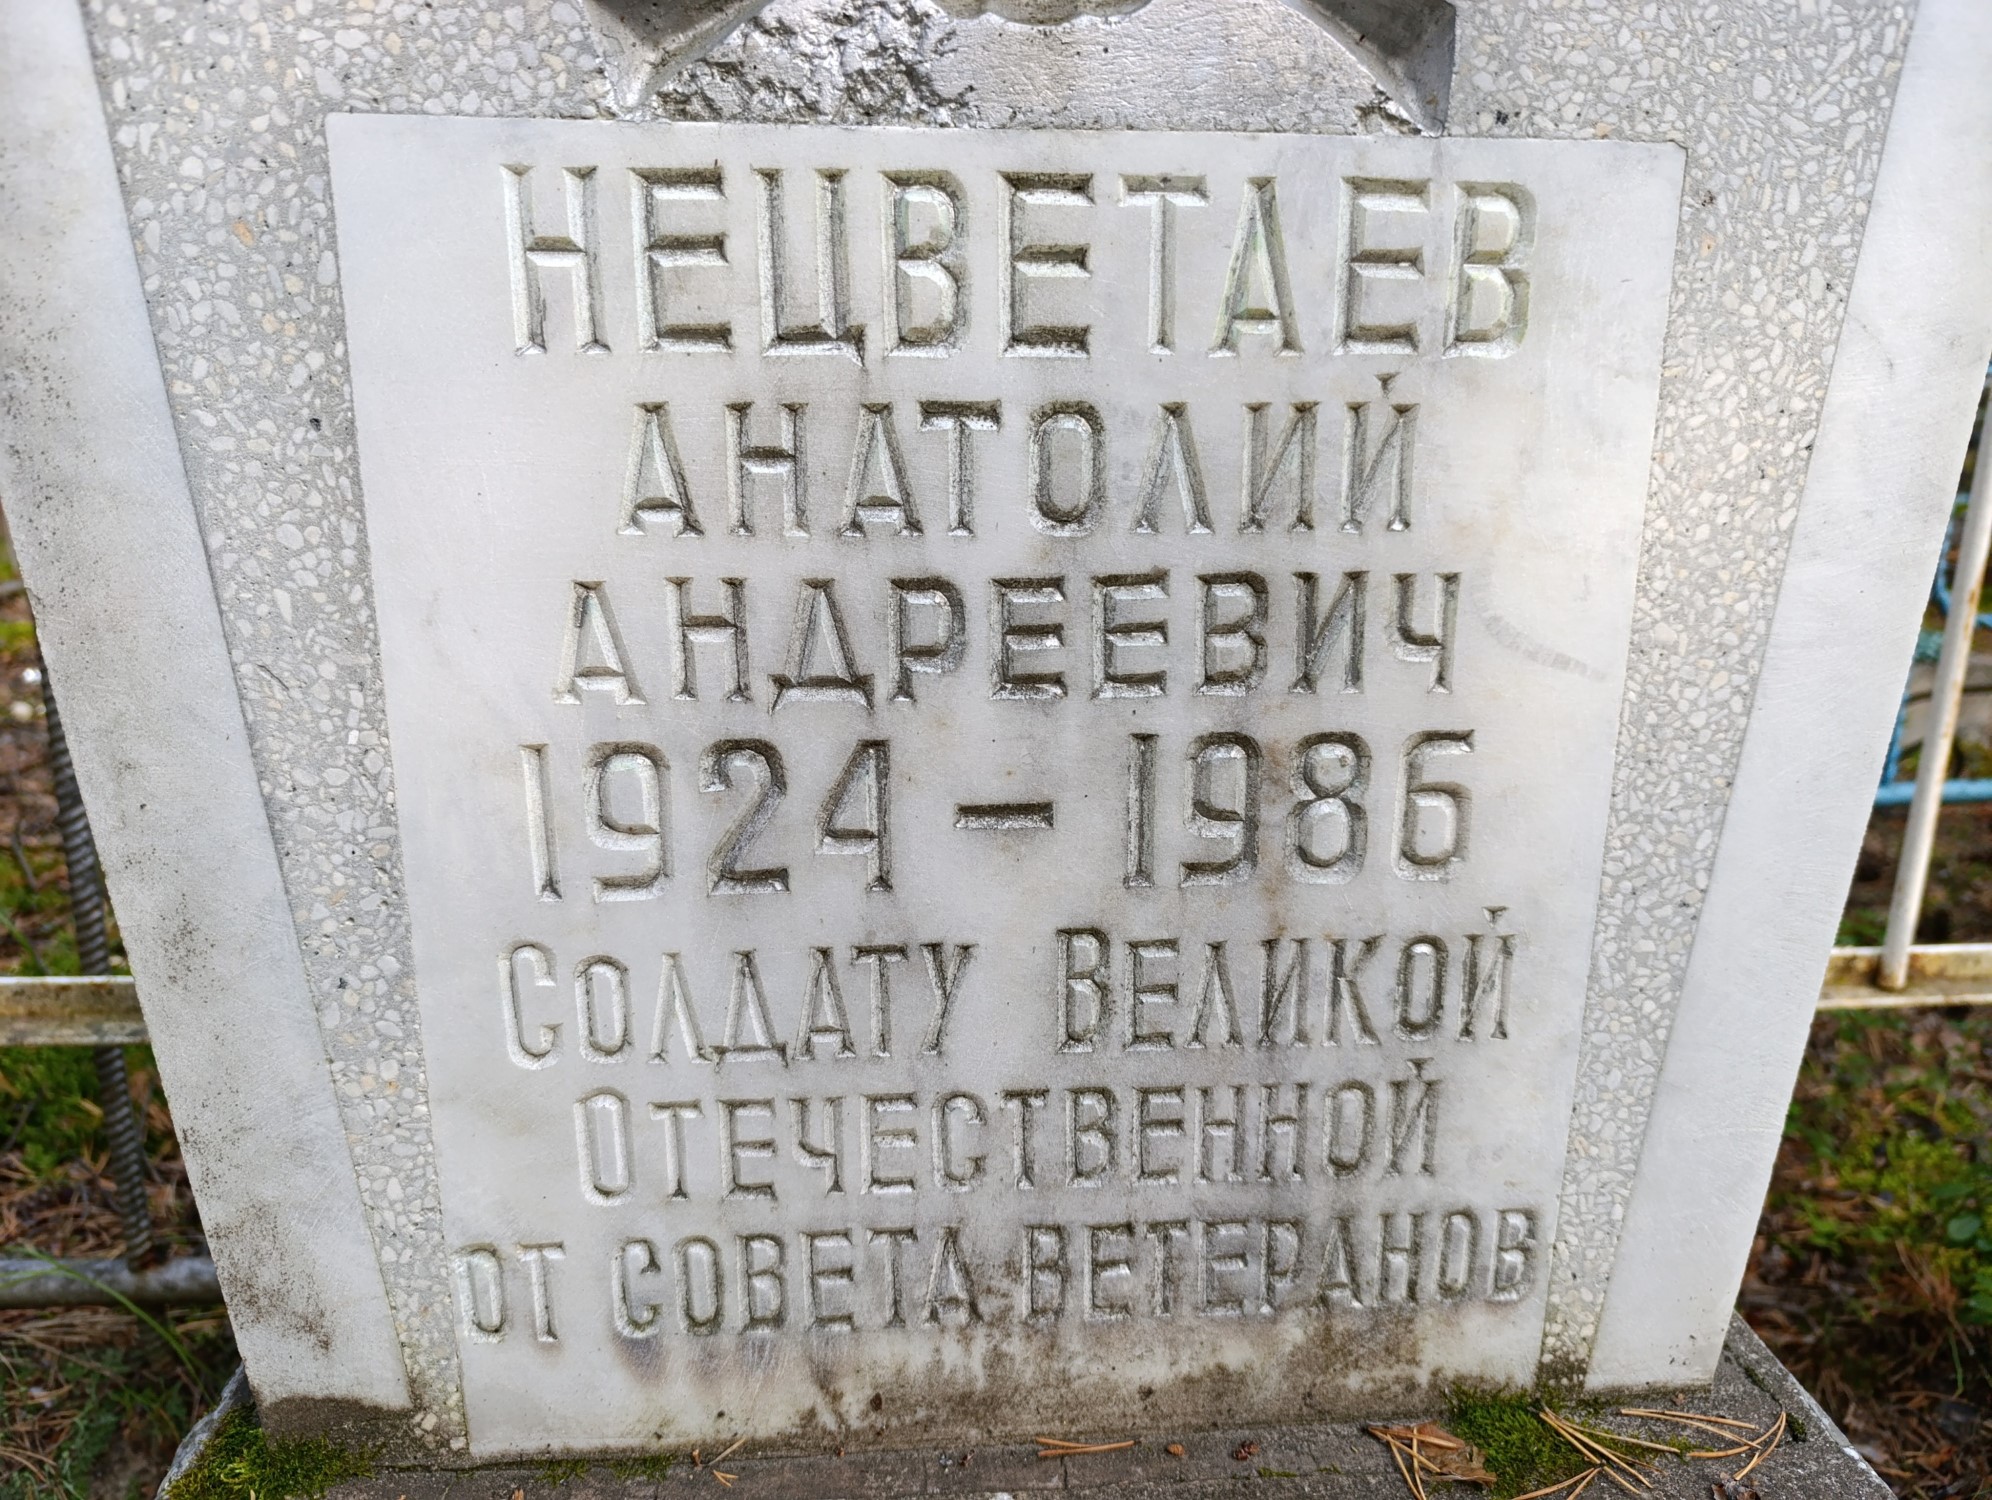 НЕЦВЕТАЕВ
АНАТОЛИЙ
АНДРЕЕВИЧ
1924 – 1986
СОЛДАТУ ВЕЛИКОЙ
ОТЕЧЕСТВЕННОЙ
ОТ СОВЕТА ВЕТЕРАНОВ